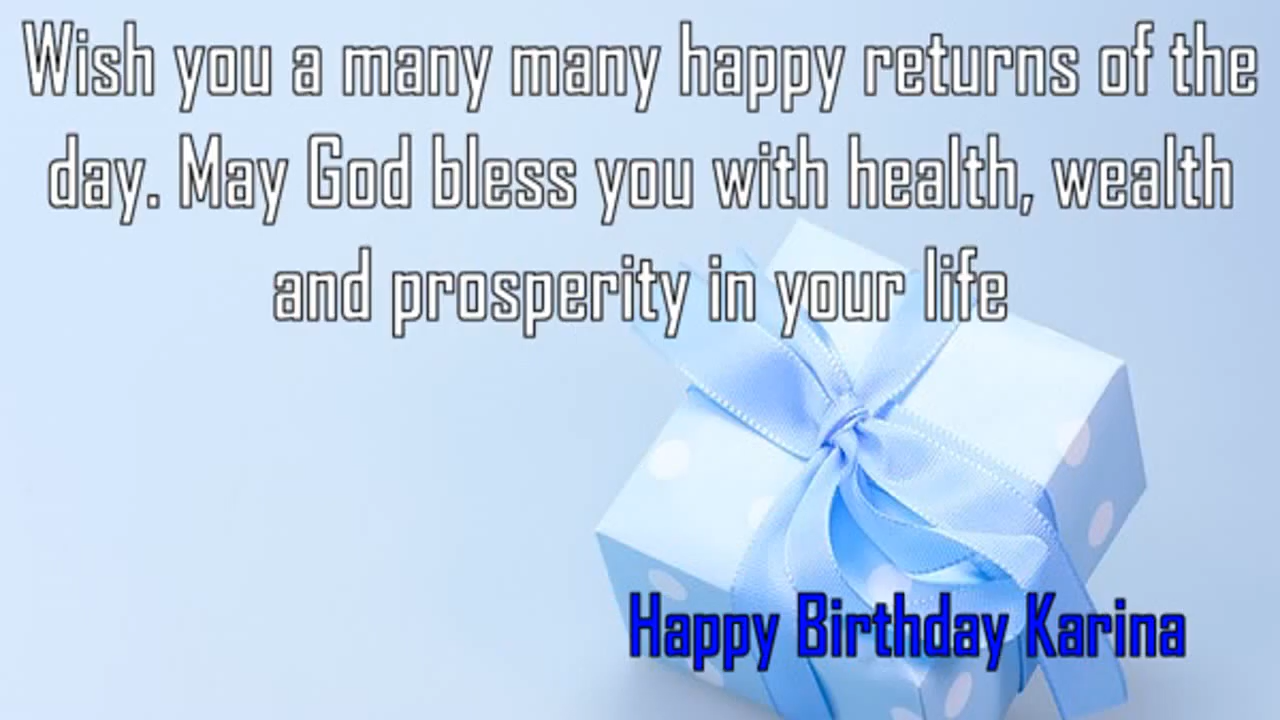 Wish you a many many happy returns of the
day. May God bless you with health, wealth
and prosperity in your life
Happy Birthday Karina